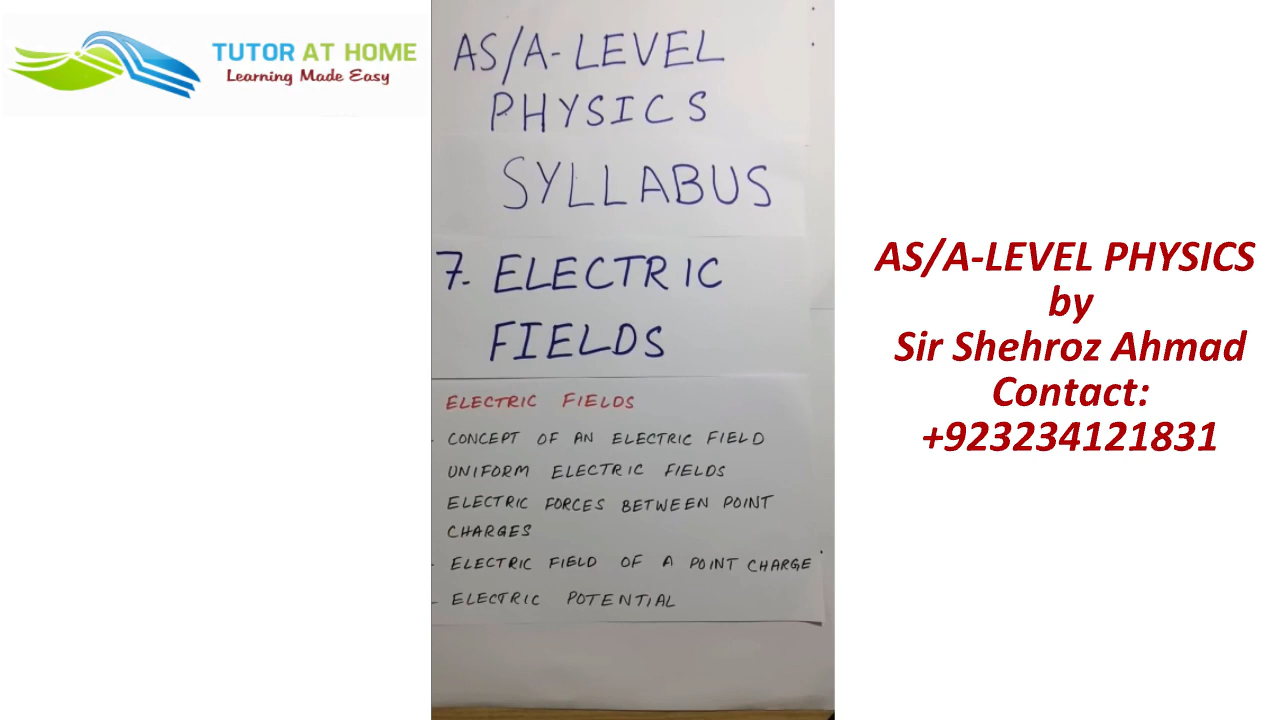 TUTOR AT HOME
Learning Made Easy
AS/A-LEVEL
PHYSICS
SYLLABUS
7. ELECTRIC
FIELDS
ELECTRIC FIELDS
- CONCEPT OF AN ELECTRIC FIELD
UNIFORM ELECTRIC FIELDS
ELECTRIC FORCES BETWEEN POINT
CHARGES
- ELECTRIC FIELD OF A POINT CHARGE
- ELECTRIC POTENTIAL
AS/A-LEVEL PHYSICS
by
Sir Shehroz Ahmad
Contact:
+923234121831